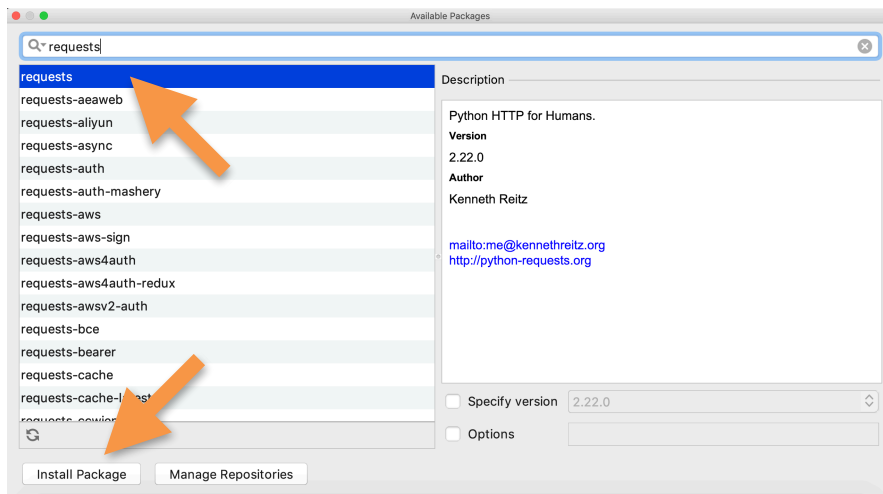 Available Packages
requests
requests
requests-aeaweb
requests-aliyun
requests-async
requests-auth
requests-auth-mashery
requests-aws
requests-aws-sign
requests-aws4auth
requests-aws4auth-redux
requests-awsv2-auth
requests-bce
requests-bearer
requests-cache
Description
Python HTTP for Humans.
Version
2.22.0
Author
Kenneth Reitz
mailto:me@kennethreitz.org
http://python-requests.org
Specify version 2.22.0
Options
Install Package Manage Repositories